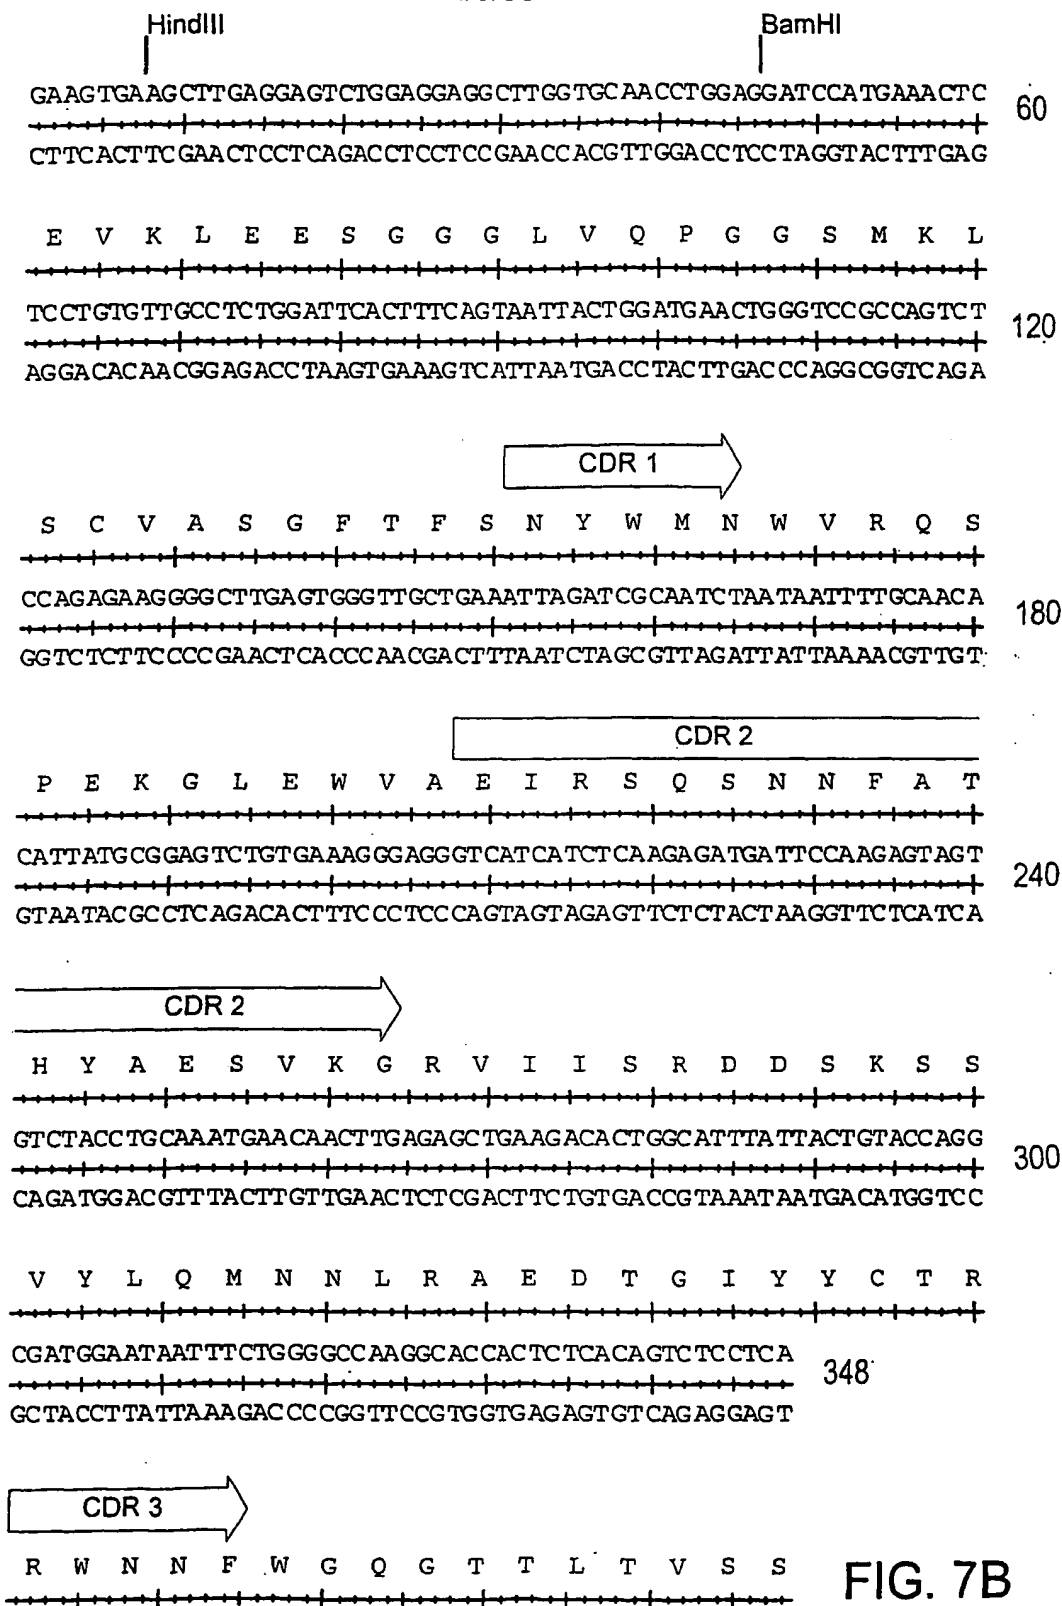 HindIII BamHI
GAAGTGAAGCTTGAGGAGTCTGGAGGAGGCTTGGTGCAACCTGGAGGATCCATGAAACTC 60
CTTCACTTCGAACTCCTCAGACCTCCTCCGAACCACGTTGGACCTCCTAGGTACTTTGAG
E V K L E E S G G G L V Q P G G S M K L
TCCTGTGTTGCCTCTGGATTCACTTTCAGTAATTACTGGATGAACTGGGTCCGCCAGTCT 120
AGGACACAACGGAGACCTAAGTGAAAGTCATTAATGACCTACTTGACCCAGGCGGTCAGA
CDR 1
S C V A S G F T F S N Y W M N W V R Q S
CCAGAGAAGGGGCTTGAGTGGGTTGCTGAAATTAGATCGCAATCTAATAATTTTGCAACA 180
GGTCTCTTCCCCGAACTCACCCAACGACTTTAATCTAGCGTTAGATTATTAAAACGTTGT
CDR 2
P E K G L E W V A E I R S Q S N N F A T
CATTATGCGGAGTCTGTGAAAGGGAGGGTCATCATCTCAAGAGATGATTCCAAGAGTAGT 240
GTAATACGCCTCAGACACTTTCCCTCCCAGTAGTAGAGTTCTCTACTAAGGTTCTCATCA
CDR 2
H Y A E S V K G R V I I S R D D S K S S
GTCTACCTGCAAATGAACAACTTGAGAGCTGAAGACACTGGCATTTATTACTGTACCAGG 300
CAGATGGACGTTTACTTGTTGAACTCTCGACTTCTGTGACCGTAAATAATGACATGGTCC
V Y L Q M N N L R A E D T G I Y Y C T R
CGATGGAATAATTTCTGGGGCCAAGGCACCACTCTCACAGTCTCCTCA 348
GCTACCTTATTAAAGACCCCGGTTCCGTGGTGAGAGTGTCAGAGGAGT
CDR 3
R W N N F W G Q G T T L T V S S
FIG. 7B